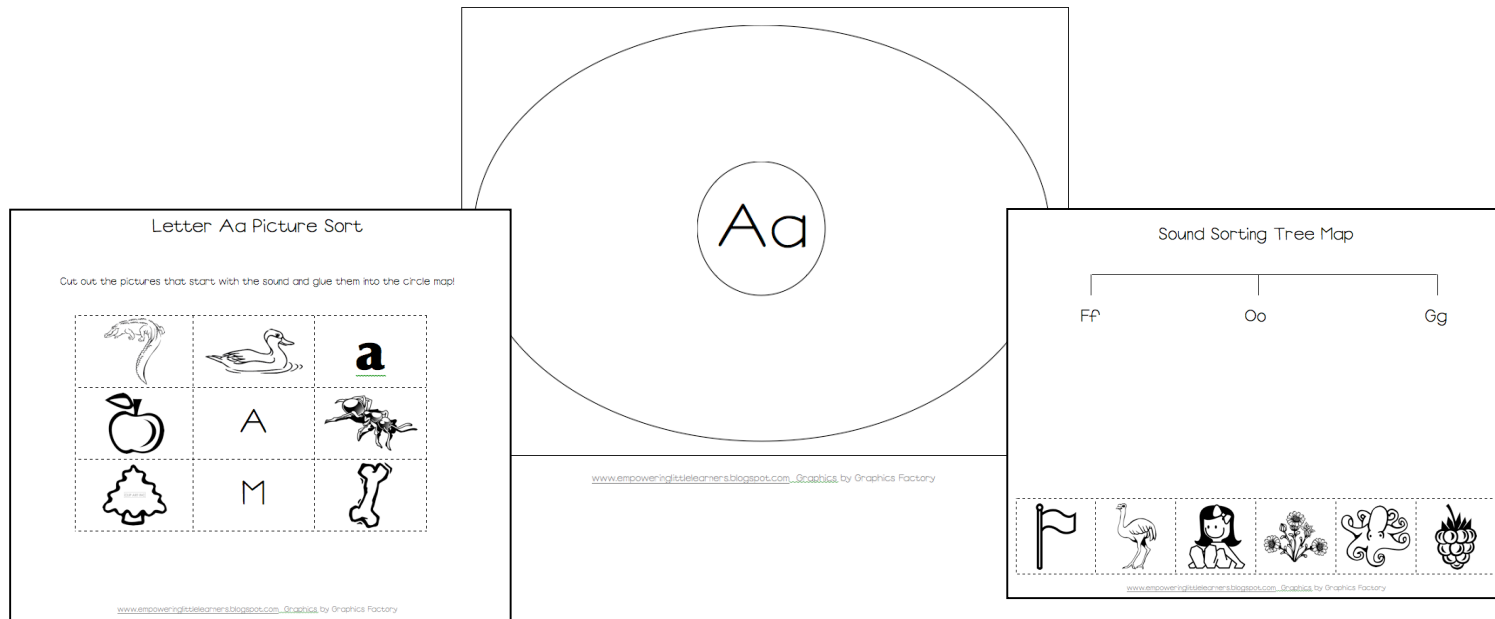 Aa
www.empoweringlittlelearners.blogspot.com Graphics by Graphics Factory
Letter Aa Picture Sort
Cut out the pictures that start with the sound and glue them into the circle map!
a
A
M
www.empoweringlittlelearners.blogspot.com Graphics by Graphics Factory
Sound Sorting Tree Map
Ff Oo Gg
www.empoweringlittlelearners.blogspot.com Graphics by Graphics Factory